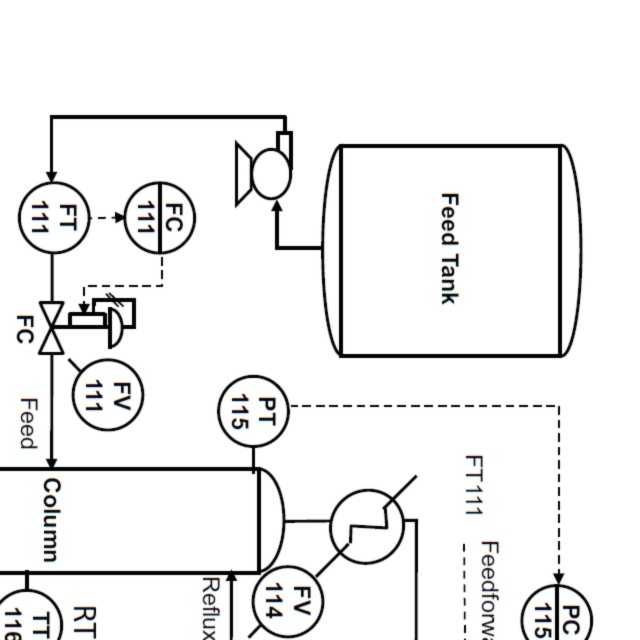 Feed Tank
FT
111
FC
111
FC
FV
111
Feed
PT
115
FT111
Column
FV
114
Reflux
PC
115
TT
116
RT